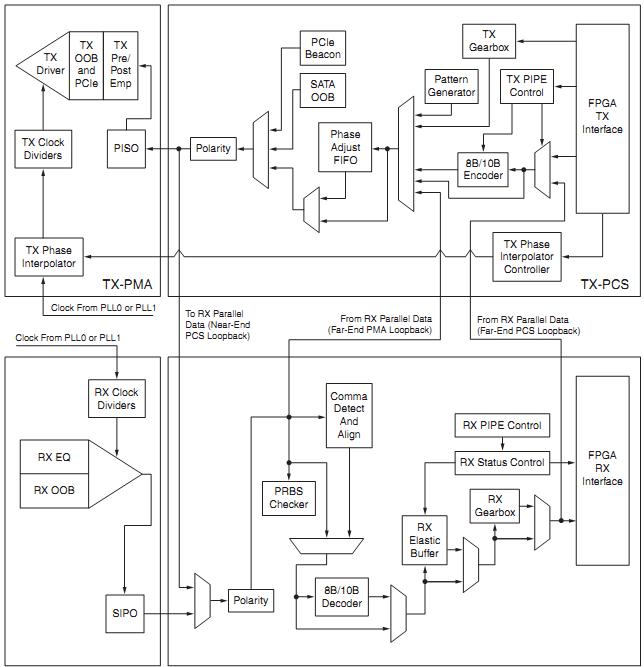 TX
Driver
TX
OOB
and
PCIe
TX
Pre/
Post
Emp
TX Clock
Dividers
PISO
TX Phase
Interpolator
TX-PMA
Clock From PLL0 or PLL1
PCIe
Beacon
SATA
OOB
Polarity
Phase
Adjust
FIFO
Pattern
Generator
TX
Gearbox
TX PIPE
Control
8B/10B
Encoder
FPGA
TX
Interface
TX Phase
Interpolator
Controller
TX-PCS
To RX Parallel
Data (Near-End
PCS Loopback)
From RX Parallel Data
(Far-End PMA Loopback)
From RX Parallel Data
(Far-End PCS Loopback)
Clock From PLL0 or PLL1
RX Clock
Dividers
RX EQ
RX OOB
SIPO
Polarity
Comma
Detect
And
Align
PRBS
Checker
8B/10B
Decoder
RX PIPE Control
RX Status Control
RX
Elastic
Buffer
RX
Gearbox
FPGA
RX
Interface